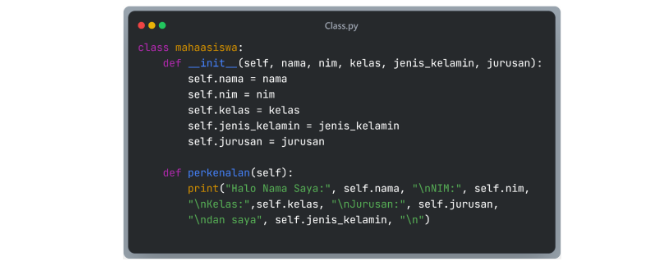 Class.py
class mahaasiswa:
    def __init__(self, nama, nim, kelas, jenis_kelamin, jurusan):
        self.nama = nama
        self.nim = nim
        self.kelas = kelas
        self.jenis_kelamin = jenis_kelamin
        self.jurusan = jurusan
    def perkenalan(self):
        print("Halo Nama Saya:", self.nama, "\nNIM:", self.nim,
        "\nKelas:",self.kelas, "\nJurusan:", self.jurusan,
        "\ndan saya", self.jenis_kelamin, "\n")